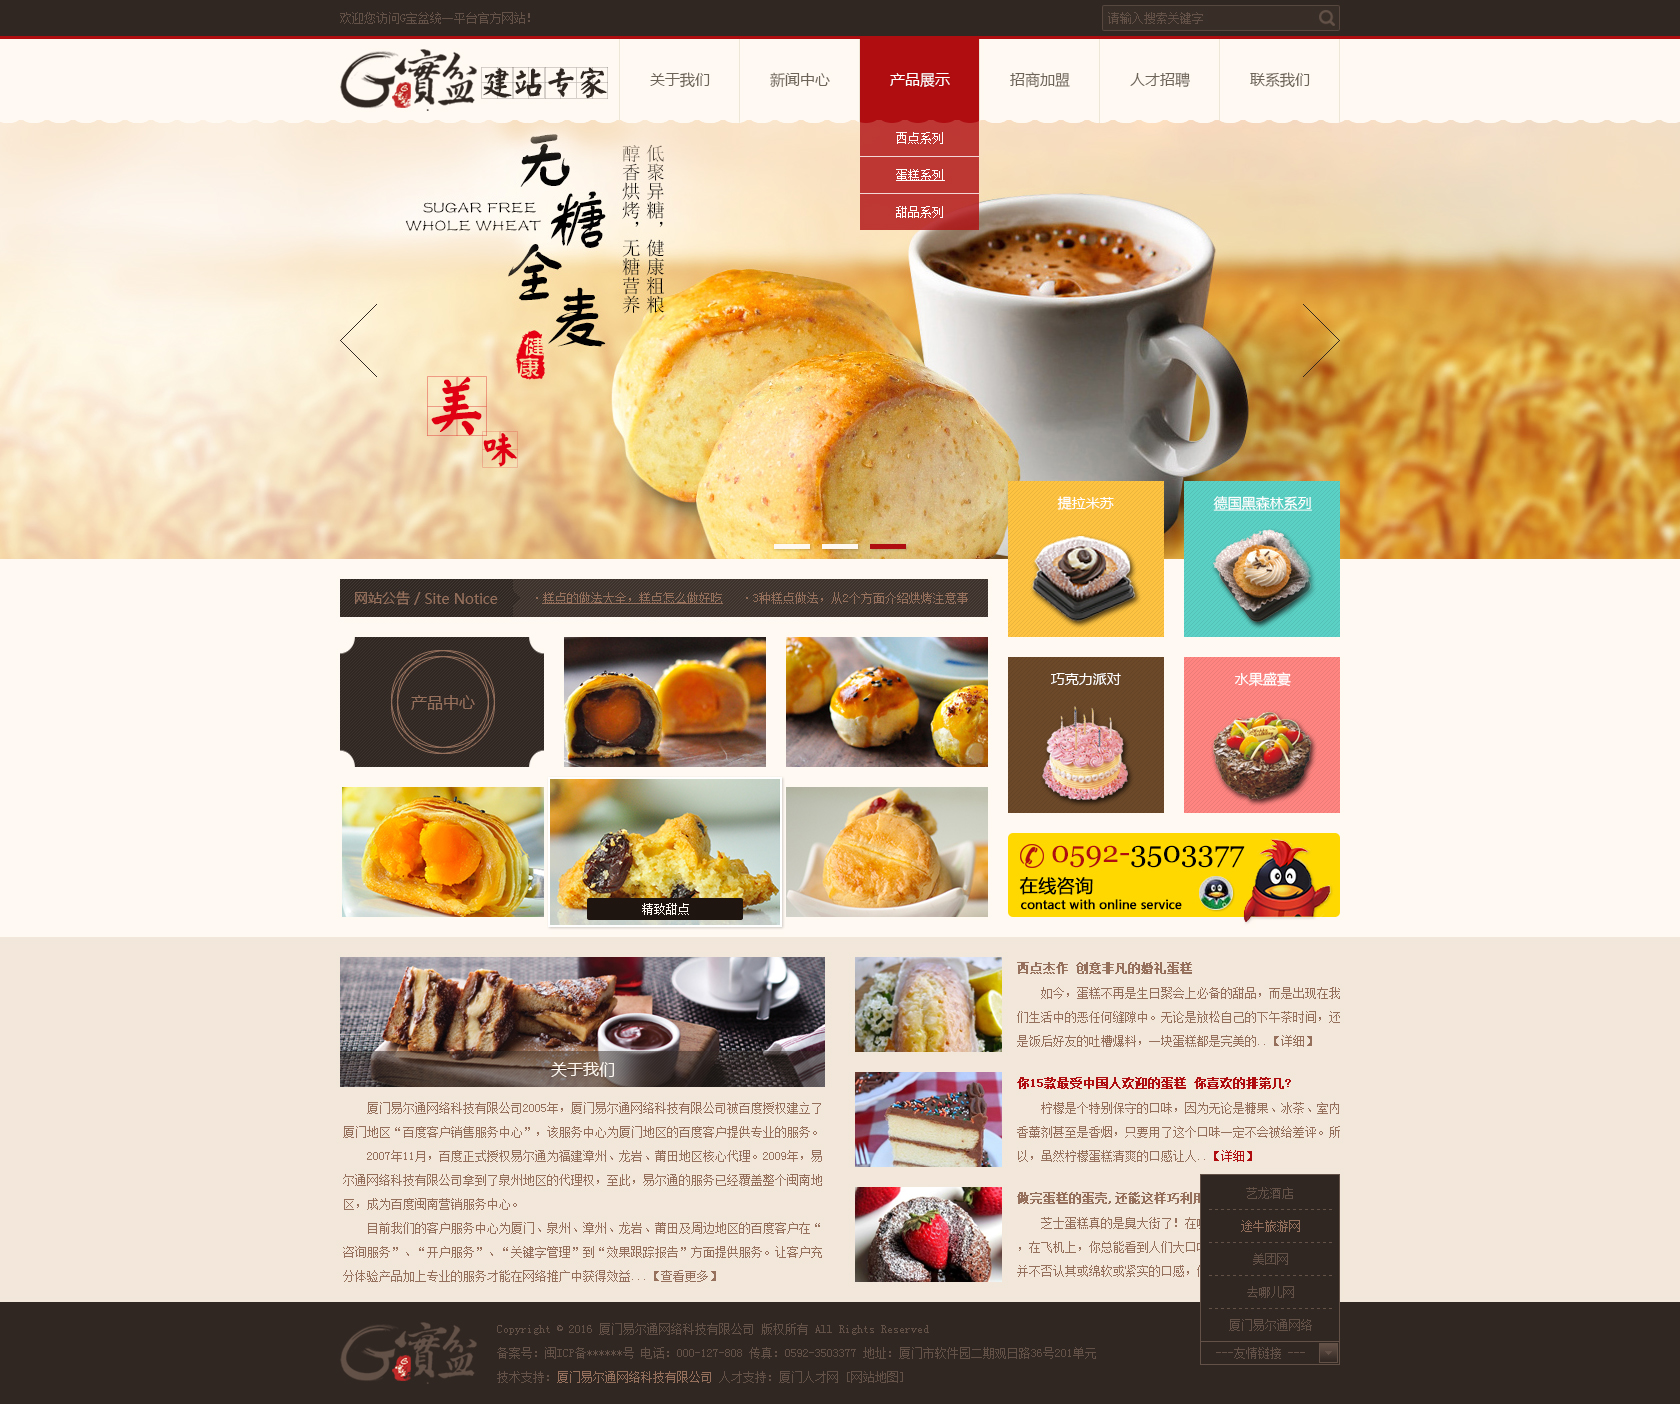 欢迎您访问G宝盆统一平台官方网站!
请输入搜索关键字
G寶盆 建站专家
关于我们
新闻中心
产品展示
招商加盟
人才招聘
联系我们
西点系列
蛋糕系列
甜品系列
无糖全麦
SUGAR FREE
WHOLE WHEAT
低聚异糖，健康粗粮
醇香烘烤，无糖营养
健康
美味
提拉米苏
德国黑森林系列
网站公告 / Site Notice
·糕点的做法大全，糕点怎么做好吃
·3种糕点做法，从2个方面介绍烘烤注意事
产品中心
巧克力派对
水果盛宴
精致甜点
0592-3503377
在线咨询
contact with online service
关于我们
厦门易尔通网络科技有限公司2005年，厦门易尔通网络科技有限公司被百度授权建立了
厦门地区“百度客户销售服务中心”，该服务中心为厦门地区的百度客户提供专业的服务。
2007年11月，百度正式授权易尔通为福建漳州、龙岩、莆田地区核心代理。2009年，易
尔通网络科技有限公司拿到了泉州地区的代理权，至此，易尔通的服务已经覆盖整个闽南地
区，成为百度闽南营销服务中心。
目前我们的客户服务中心为厦门、泉州、漳州、龙岩、莆田及周边地区的百度客户在“
咨询服务”、“开户服务”、“关键字管理”到“效果跟踪报告”方面提供服务。让客户充
分体验产品加上专业的服务才能在网络推广中获得效益...【查看更多】
西点杰作 创意非凡的婚礼蛋糕
如今，蛋糕不再是生日聚会上必备的甜品，而是出现在我
们生活中的恶任何缝隙中。无论是放松自己的下午茶时间，还
是饭后好友的吐槽爆料，一块蛋糕都是完美的..【详细】
你15款最受中国人欢迎的蛋糕 你喜欢的排第几?
柠檬是个特别保守的口味，因为无论是糖果、冰茶、室内
香薰剂甚至是香烟，只要用了这个口味一定不会被给差评。所
以，虽然柠檬蛋糕清爽的口感让人..【详细】
做完蛋糕的蛋壳,还能这样巧利用
芝士蛋糕真的是臭大街了！在
，在飞机上，你总能看到人们大口
并不否认其或绵软或紧实的口感，
艺龙酒店
途牛旅游网
美团网
去哪儿网
厦门易尔通网络
---友情链接 ---
G寶盆
Copyright © 2016 厦门易尔通网络科技有限公司 版权所有 All Rights Reserved
备案号: 闽ICP备******号 电话: 000-127-808 传真: 0592-3503377 地址: 厦门市软件园二期观日路36号201单元
技术支持: 厦门易尔通网络科技有限公司 人才支持: 厦门人才网 [网站地图]